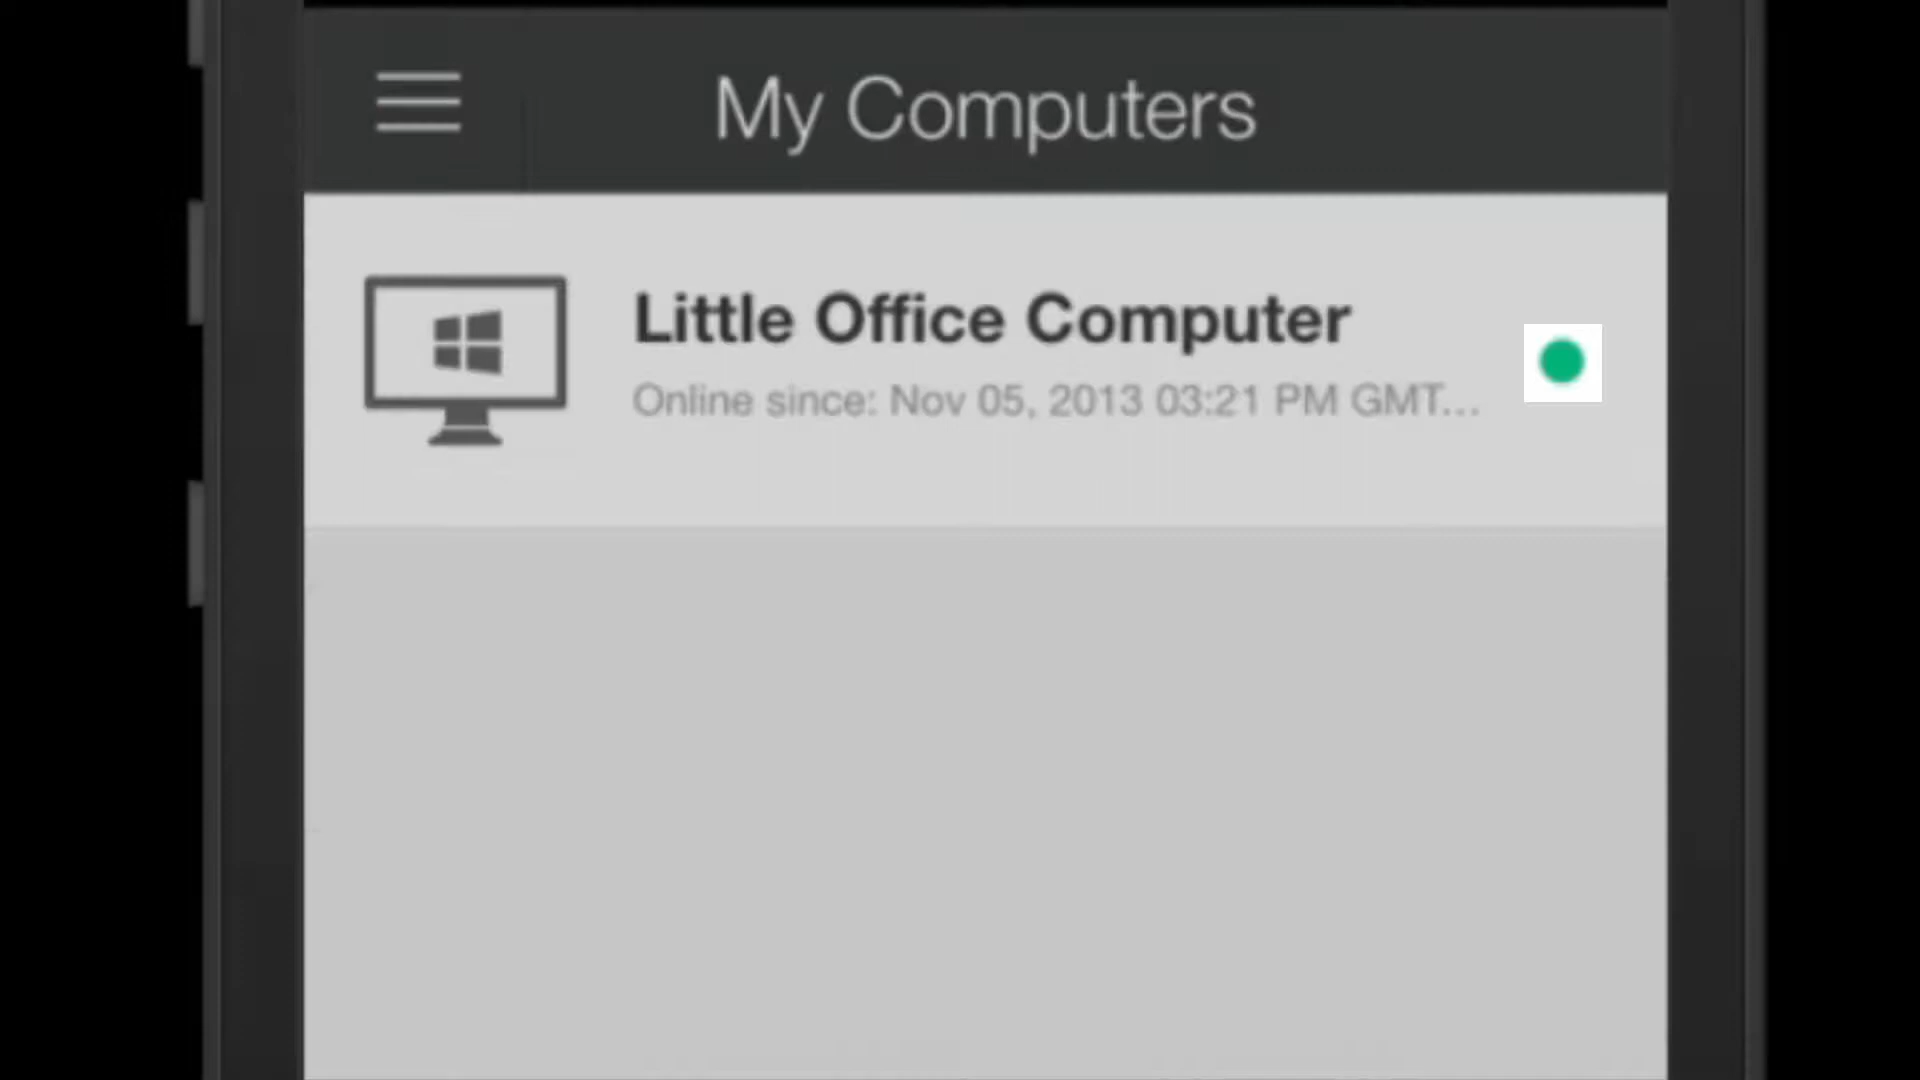 My Computers
Little Office Computer
Online since: Nov 05, 2013 03:21 PM GMT...